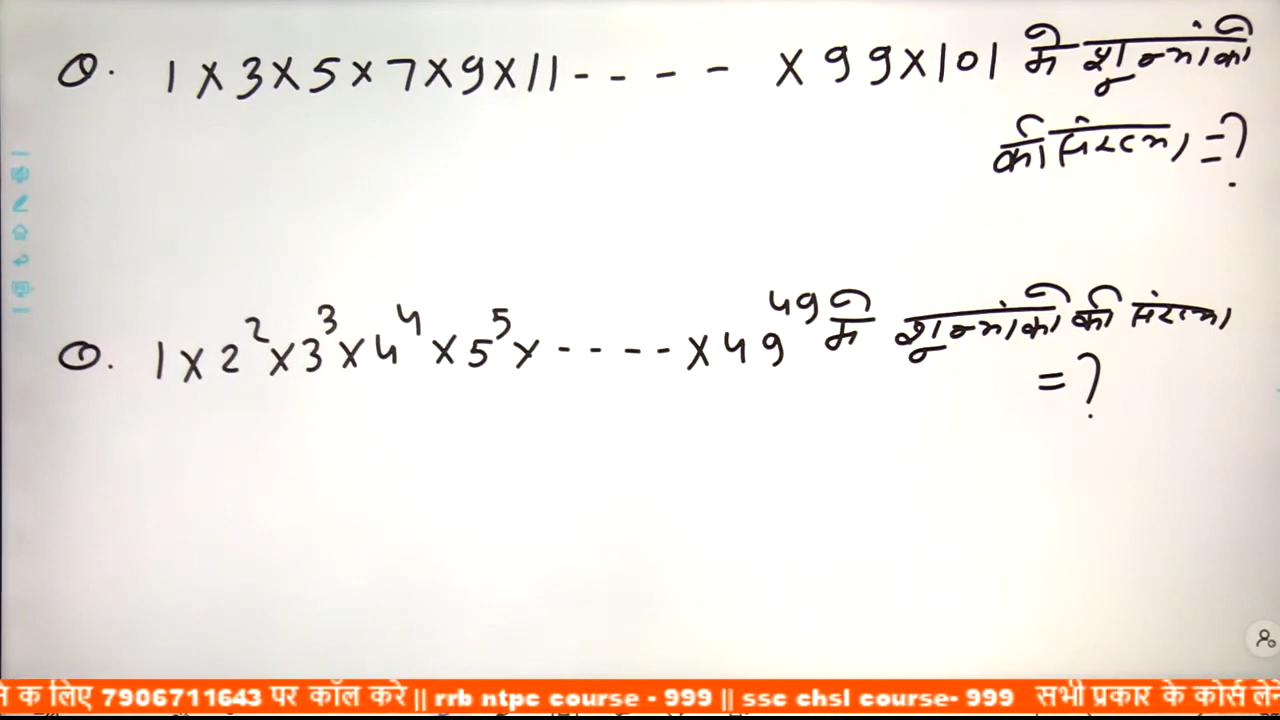 Q. 1 × 3 × 5 × 7 × 9 × 11 - - - - × 99 × 101 में शून्यांकों
की संख्या = ?
Q. 1 × 2² × 3³ × 4⁴ × 5⁵ × - - - - × 49⁴⁹ में शून्यांकों की संख्या
= ?
के लिए 7906711643 पर कॉल करे || rrb ntpc course - 999 || ssc chsl course- 999 सभी प्रकार के कोर्स लेने